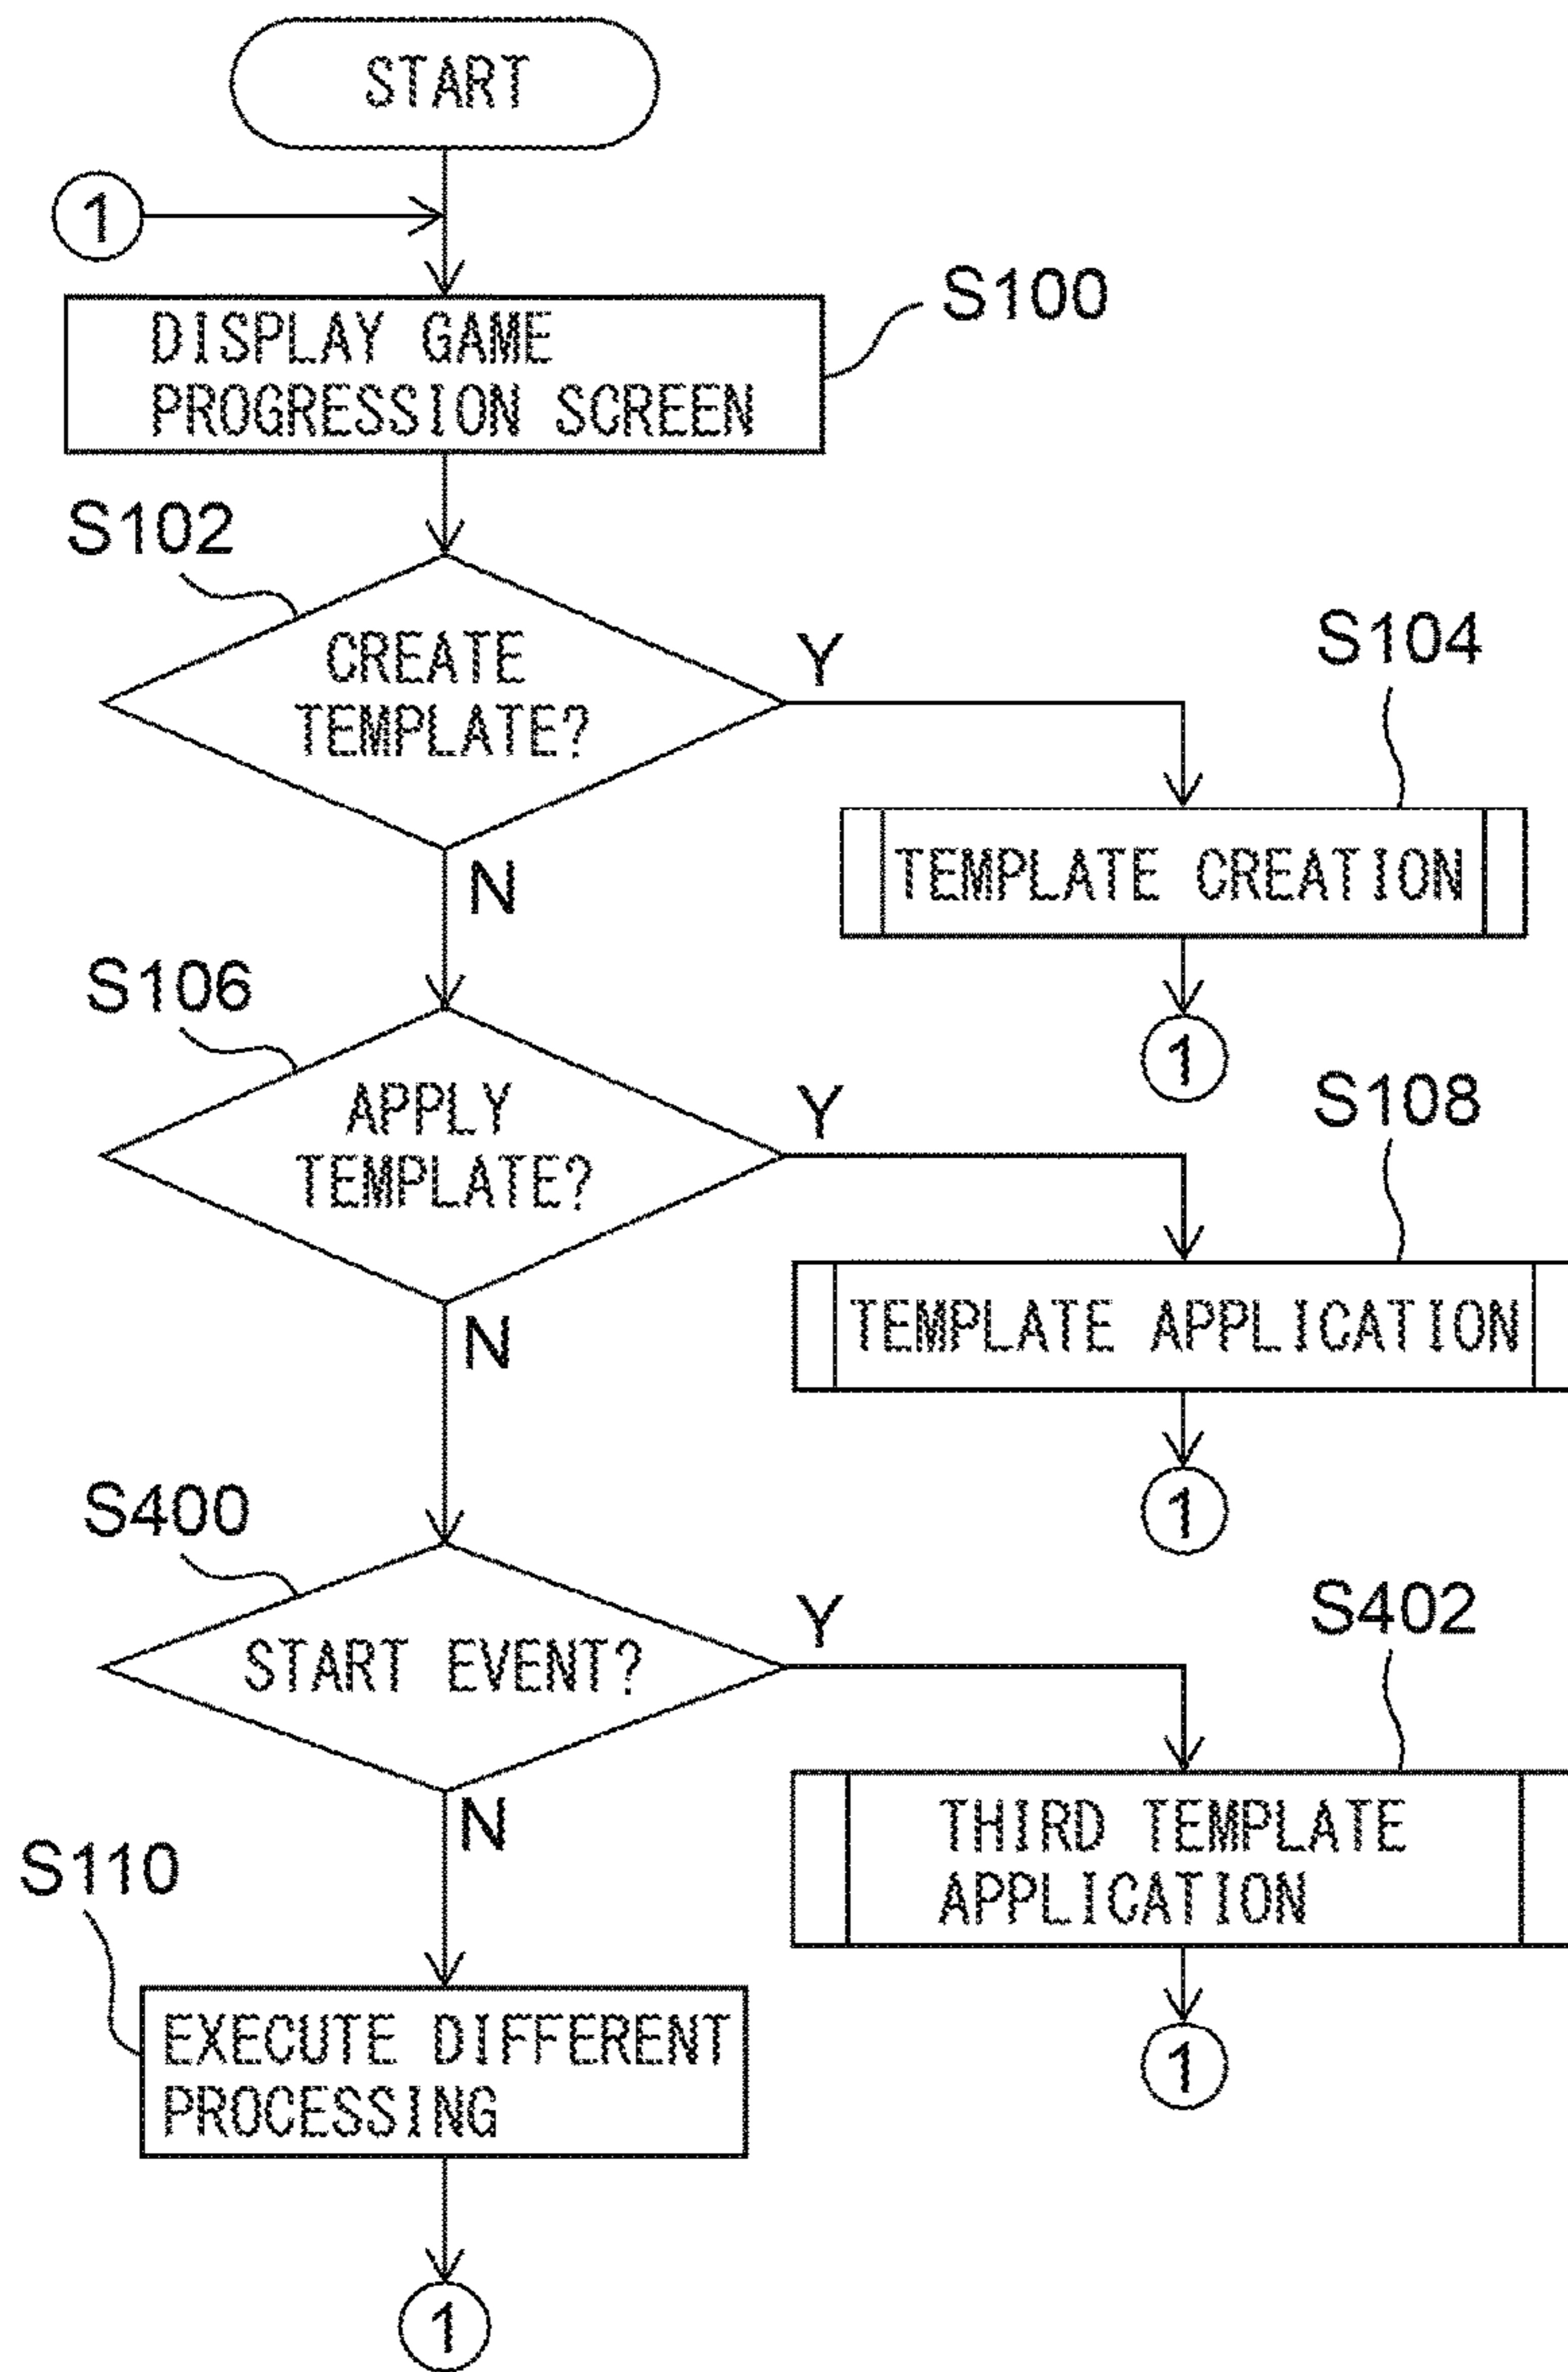 START
1
S100
DISPLAY GAME
PROGRESSION SCREEN
S102
CREATE
TEMPLATE?
Y
S104
TEMPLATE CREATION
N
1
S106
APPLY
TEMPLATE?
Y
S108
TEMPLATE APPLICATION
N
1
S400
START EVENT?
Y
S402
THIRD TEMPLATE
APPLICATION
N
1
S110
EXECUTE DIFFERENT
PROCESSING
1